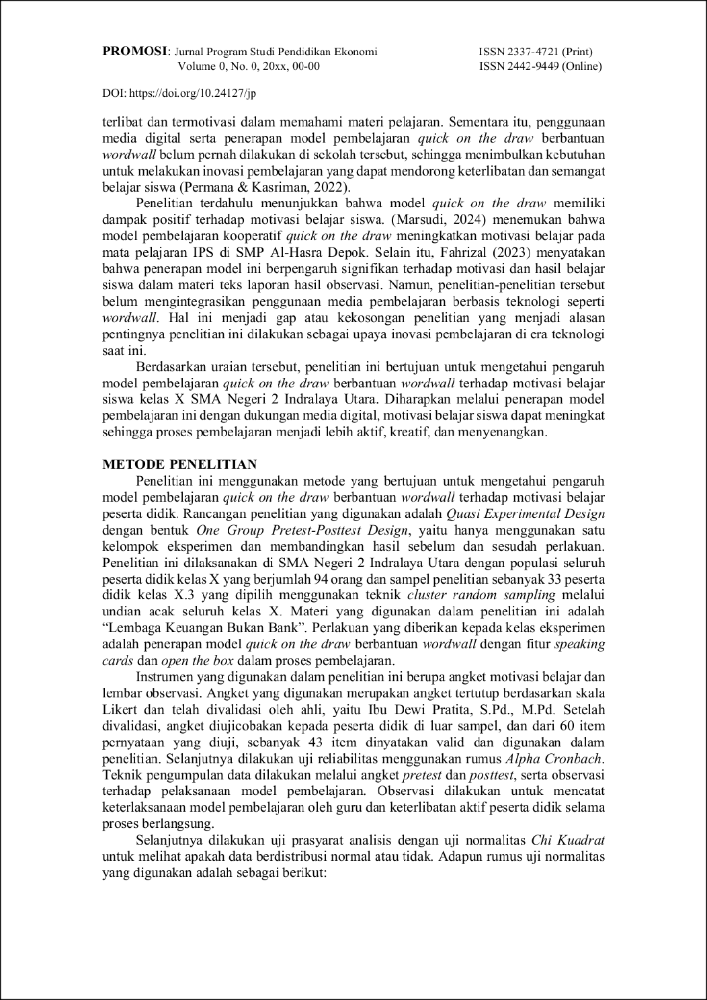 PROMOSI: Jurnal Program Studi Pendidikan Ekonomi ISSN 2337-4721 (Print)
Volume 0, No. 0, 20xx, 00-00 ISSN 2442-9449 (Online)
DOI: https://doi.org/10.24127/jp
terlibat dan termotivasi dalam memahami materi pelajaran. Sementara itu, penggunaan
media digital serta penerapan model pembelajaran quick on the draw berbantuan
wordwall belum pernah dilakukan di sekolah tersebut, sehingga menimbulkan kebutuhan
untuk melakukan inovasi pembelajaran yang dapat mendorong keterlibatan dan semangat
belajar siswa (Permana & Kasriman, 2022).
Penelitian terdahulu menunjukkan bahwa model quick on the draw memiliki
dampak positif terhadap motivasi belajar siswa. (Marsudi, 2024) menemukan bahwa
model pembelajaran kooperatif quick on the draw meningkatkan motivasi belajar pada
mata pelajaran IPS di SMP Al-Hasra Depok. Selain itu, Fahrizal (2023) menyatakan
bahwa penerapan model ini berpengaruh signifikan terhadap motivasi dan hasil belajar
siswa dalam materi teks laporan hasil observasi. Namun, penelitian-penelitian tersebut
belum mengintegrasikan penggunaan media pembelajaran berbasis teknologi seperti
wordwall. Hal ini menjadi gap atau kekosongan penelitian yang menjadi alasan
pentingnya penelitian ini dilakukan sebagai upaya inovasi pembelajaran di era teknologi
saat ini.
Berdasarkan uraian tersebut, penelitian ini bertujuan untuk mengetahui pengaruh
model pembelajaran quick on the draw berbantuan wordwall terhadap motivasi belajar
siswa kelas X SMA Negeri 2 Indralaya Utara. Diharapkan melalui penerapan model
pembelajaran ini dengan dukungan media digital, motivasi belajar siswa dapat meningkat
sehingga proses pembelajaran menjadi lebih aktif, kreatif, dan menyenangkan.
METODE PENELITIAN
Penelitian ini menggunakan metode yang bertujuan untuk mengetahui pengaruh
model pembelajaran quick on the draw berbantuan wordwall terhadap motivasi belajar
peserta didik. Rancangan penelitian yang digunakan adalah Quasi Experimental Design
dengan bentuk One Group Pretest-Posttest Design, yaitu hanya menggunakan satu
kelompok eksperimen dan membandingkan hasil sebelum dan sesudah perlakuan.
Penelitian ini dilaksanakan di SMA Negeri 2 Indralaya Utara dengan populasi seluruh
peserta didik kelas X yang berjumlah 94 orang dan sampel penelitian sebanyak 33 peserta
didik kelas X.3 yang dipilih menggunakan teknik cluster random sampling melalui
undian acak seluruh kelas X. Materi yang digunakan dalam penelitian ini adalah
“Lembaga Keuangan Bukan Bank”. Perlakuan yang diberikan kepada kelas eksperimen
adalah penerapan model quick on the draw berbantuan wordwall dengan fitur speaking
cards dan open the box dalam proses pembelajaran.
Instrumen yang digunakan dalam penelitian ini berupa angket motivasi belajar dan
lembar observasi. Angket yang digunakan merupakan angket tertutup berdasarkan skala
Likert dan telah divalidasi oleh ahli, yaitu Ibu Dewi Pratita, S.Pd., M.Pd. Setelah
divalidasi, angket diujicobakan kepada peserta didik di luar sampel, dan dari 60 item
pernyataan yang diuji, sebanyak 43 item dinyatakan valid dan digunakan dalam
penelitian. Selanjutnya dilakukan uji reliabilitas menggunakan rumus Alpha Cronbach.
Teknik pengumpulan data dilakukan melalui angket pretest dan posttest, serta observasi
terhadap pelaksanaan model pembelajaran. Observasi dilakukan untuk mencatat
keterlaksanaan model pembelajaran oleh guru dan keterlibatan aktif peserta didik selama
proses berlangsung.
Selanjutnya dilakukan uji prasyarat analisis dengan uji normalitas Chi Kuadrat
untuk melihat apakah data berdistribusi normal atau tidak. Adapun rumus uji normalitas
yang digunakan adalah sebagai berikut: